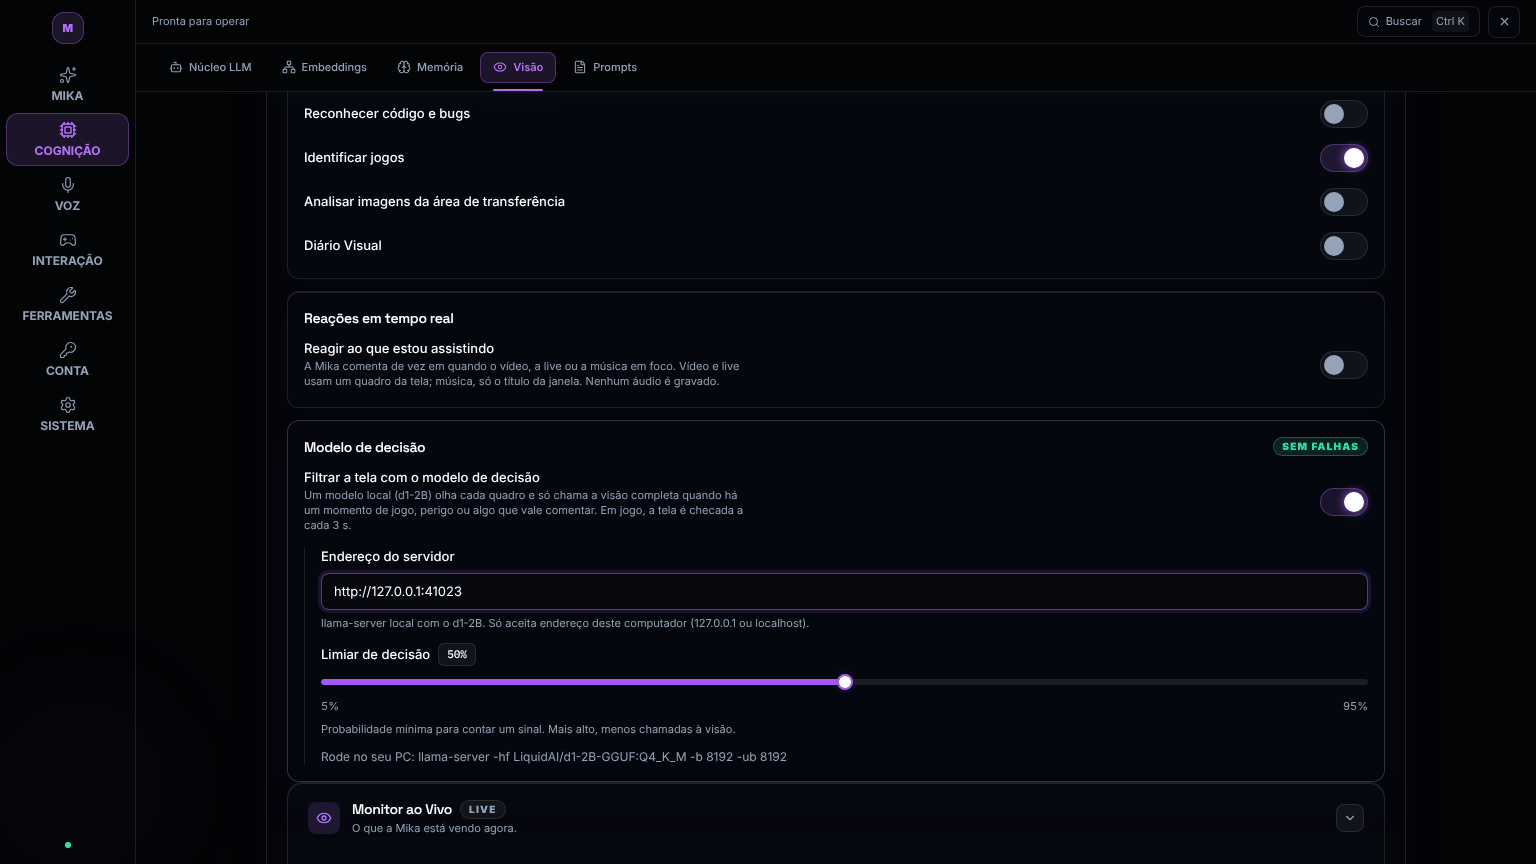 M
Pronta para operar
Buscar
Ctrl K
MIKA
COGNIÇÃO
VOZ
INTERAÇÃO
FERRAMENTAS
CONTA
SISTEMA
Núcleo LLM
Embeddings
Memória
Visão
Prompts
Reconhecer código e bugs
Identificar jogos
Analisar imagens da área de transferência
Diário Visual
Reações em tempo real
Reagir ao que estou assistindo
A Mika comenta de vez em quando o vídeo, a live ou a música em foco. Vídeo e live
usam um quadro da tela; música, só o título da janela. Nenhum áudio é gravado.
Modelo de decisão
SEM FALHAS
Filtrar a tela com o modelo de decisão
Um modelo local (d1-2B) olha cada quadro e só chama a visão completa quando há
um momento de jogo, perigo ou algo que vale comentar. Em jogo, a tela é checada a
cada 3 s.
Endereço do servidor
http://127.0.0.1:41023
llama-server local com o d1-2B. Só aceita endereço deste computador (127.0.0.1 ou localhost).
Limiar de decisão
50%
5%
95%
Probabilidade mínima para contar um sinal. Mais alto, menos chamadas à visão.
Rode no seu PC: llama-server -hf LiquidAI/d1-2B-GGUF:Q4_K_M -b 8192 -ub 8192
Monitor ao Vivo
LIVE
O que a Mika está vendo agora.